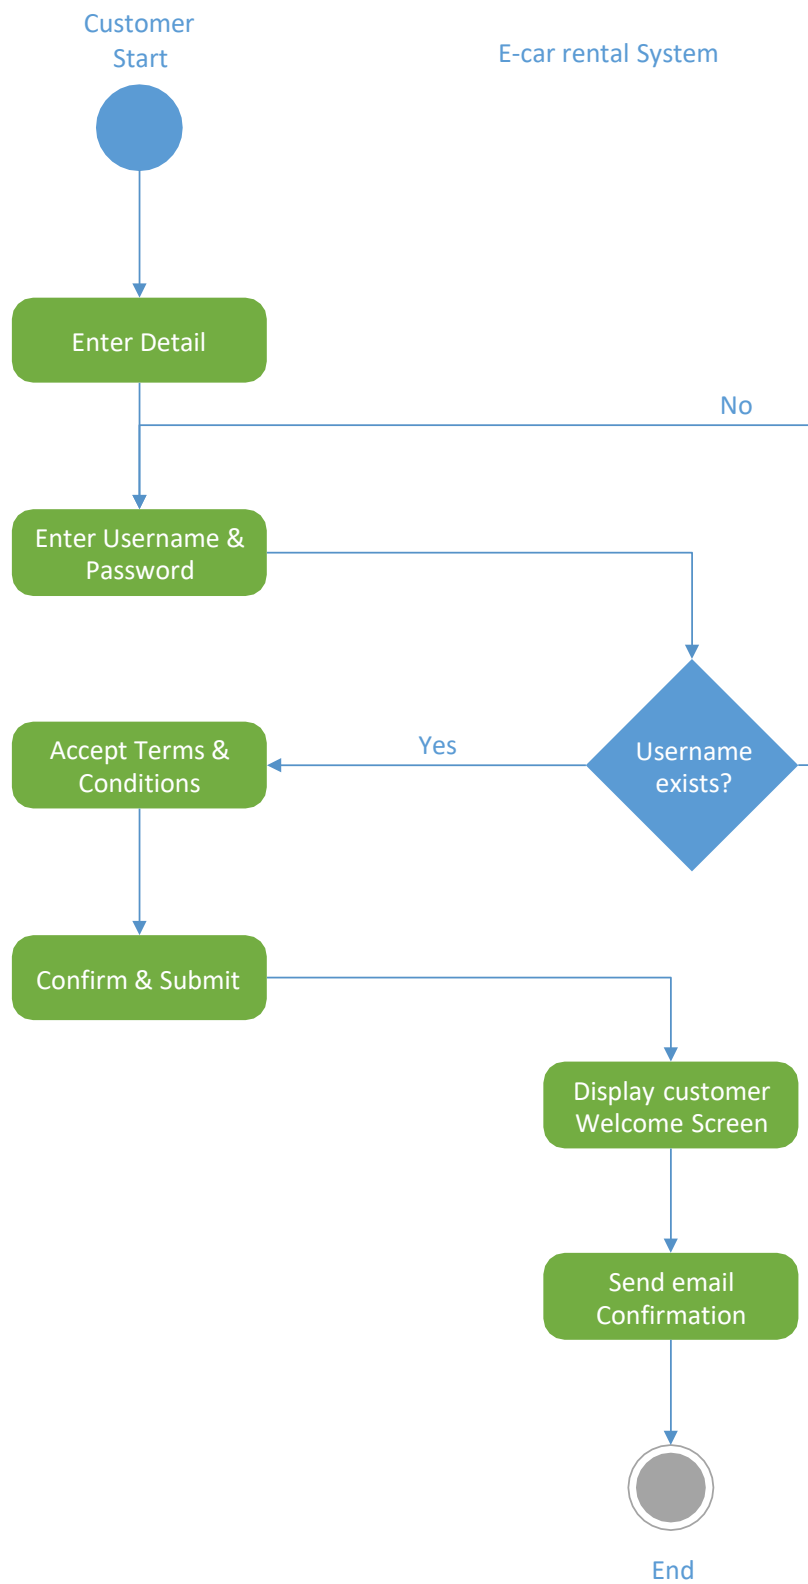 Customer
Start
E-car rental System
Enter Detail
No
Enter Username &
Password
Accept Terms &
Conditions
Yes
Username
exists?
Confirm & Submit
Display customer
Welcome Screen
Send email
Confirmation
End